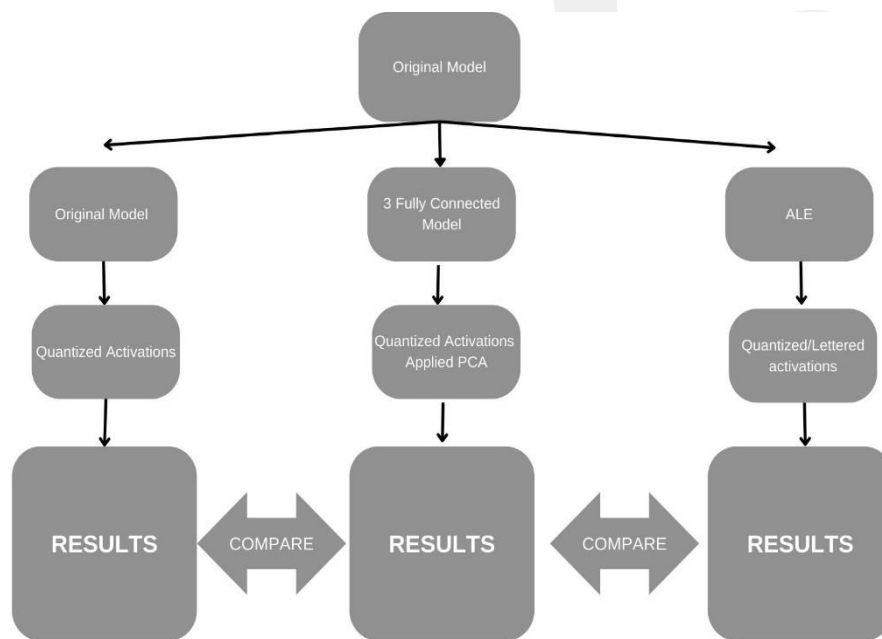 Original Model
Original Model
3 Fully Connected
Model
ALE
Quantized Activations
Quantized Activations
Applied PCA
Quantized/Lettered
activations
RESULTS
COMPARE
RESULTS
COMPARE
RESULTS